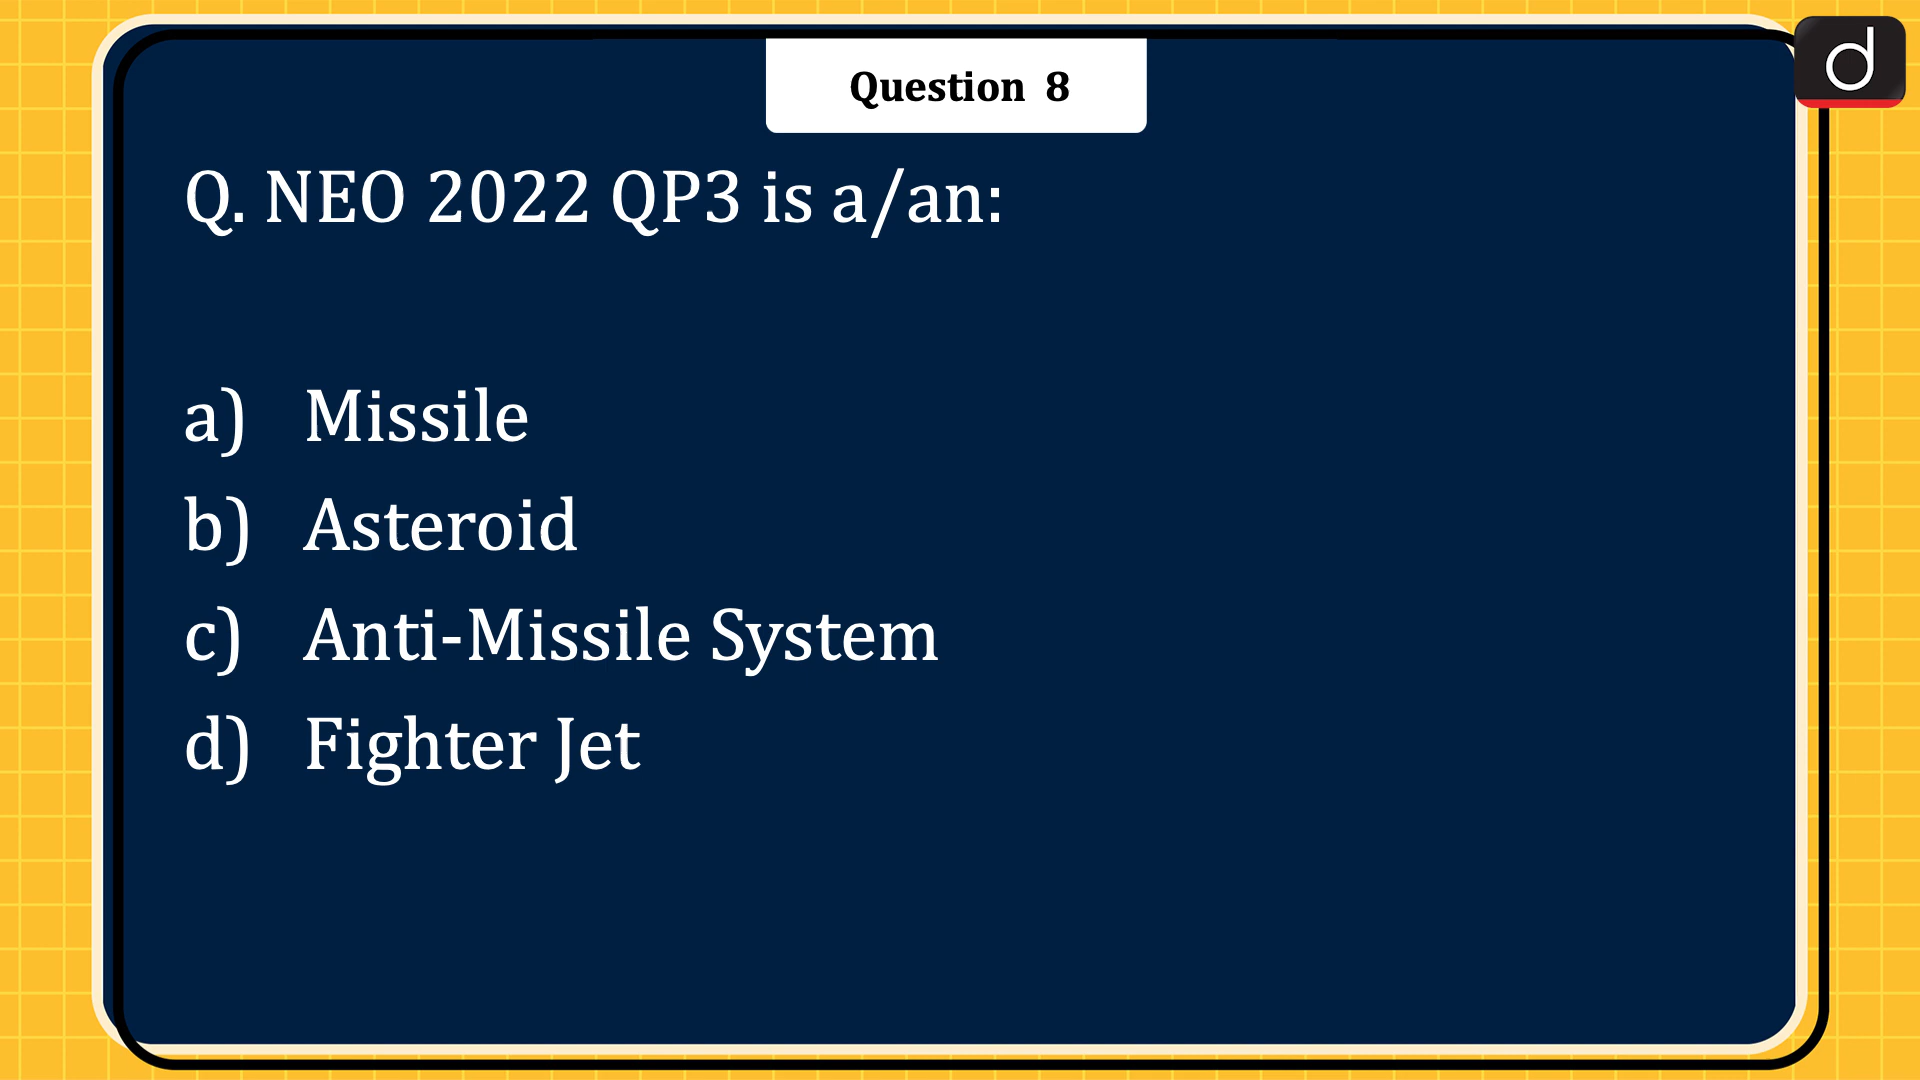 Question 8
d
Q. NEO 2022 QP3 is a/an:
a) Missile
b) Asteroid
c) Anti-Missile System
d) Fighter Jet